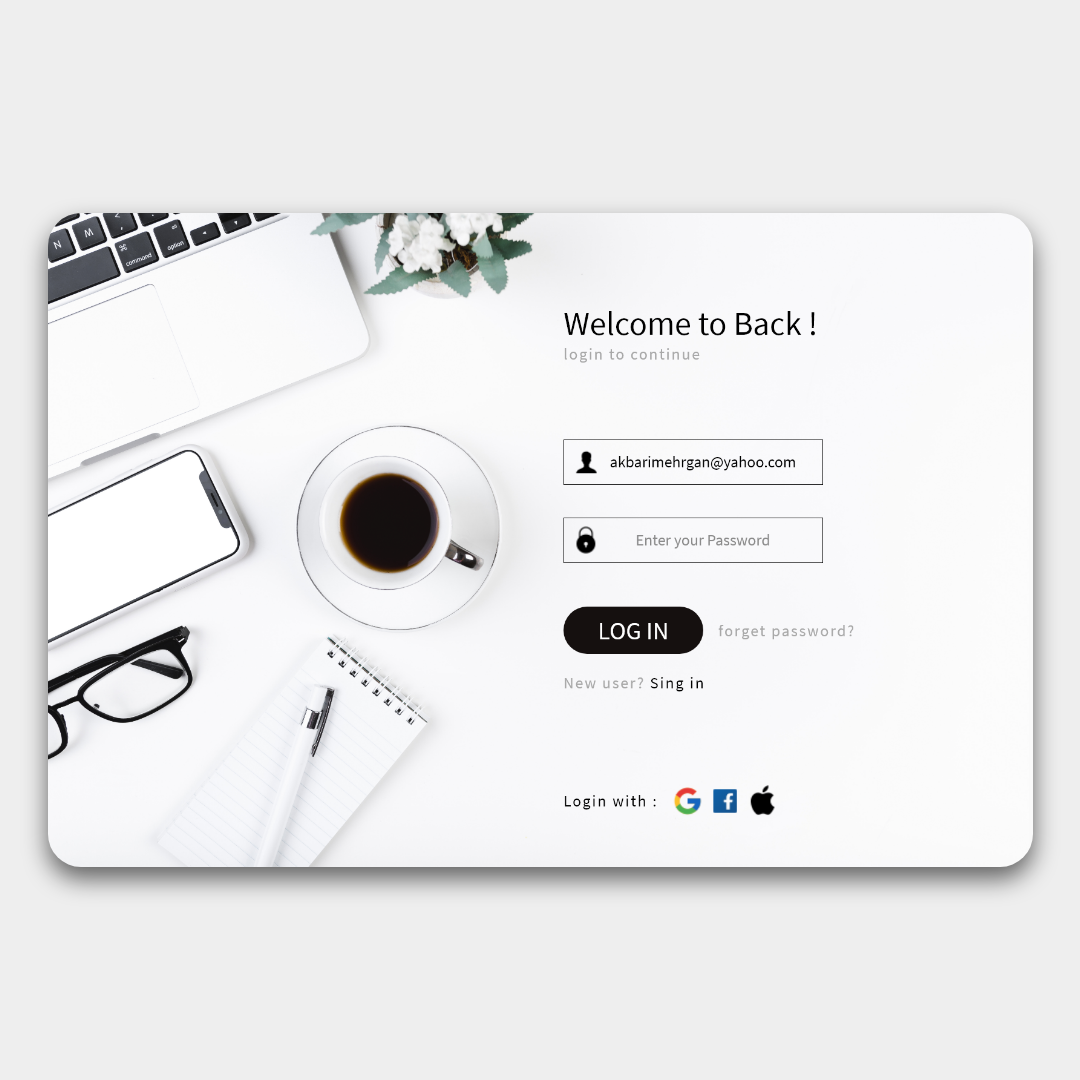 N M ,
⌘ command option
Welcome to Back !
login to continue
akbarimehrgan@yahoo.com
Enter your Password
LOG IN forget password?
New user? Sing in
Login with :